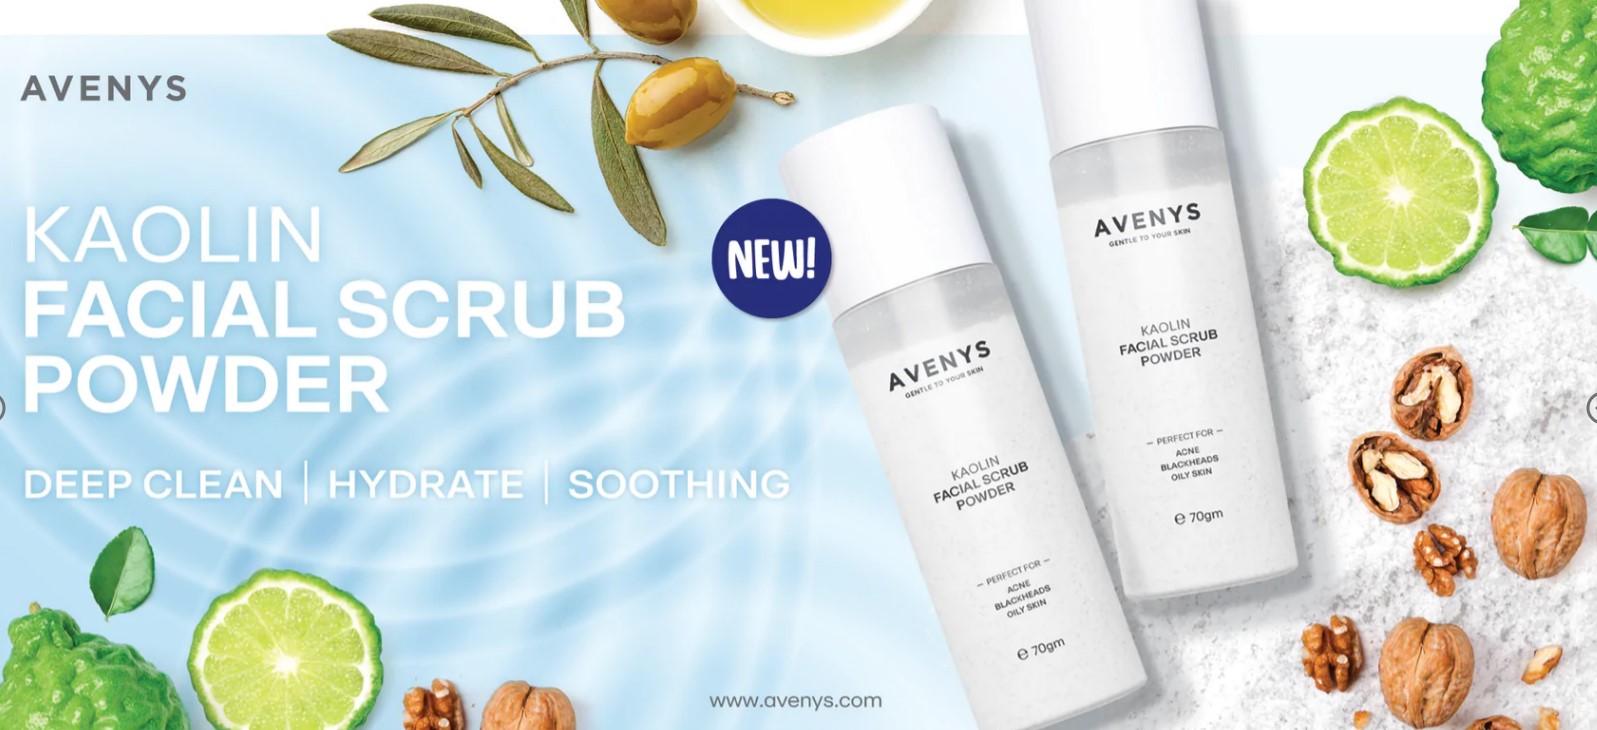 AVENYS
KAOLIN
FACIAL SCRUB
POWDER
DEEP CLEAN | HYDRATE | SOOTHING
NEW!
AVENYS
GENTLE TO YOUR SKIN
KAOLIN
FACIAL SCRUB
POWDER
– PERFECT FOR –
ACNE
BLACKHEADS
OILY SKIN
℮ 70gm
AVENYS
GENTLE TO YOUR SKIN
KAOLIN
FACIAL SCRUB
POWDER
– PERFECT FOR –
ACNE
BLACKHEADS
OILY SKIN
℮ 70gm
www.avenys.com